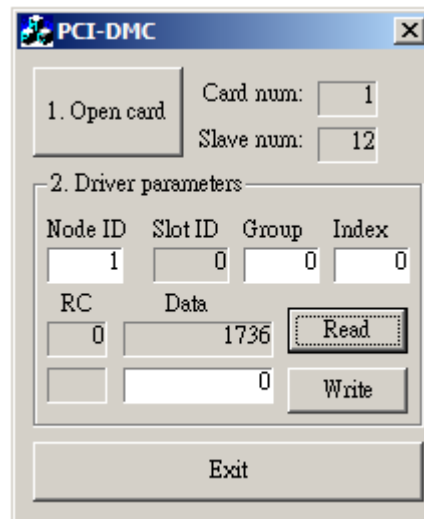 PCI-DMC
1. Open card
Card num: 1
Slave num: 12
2. Driver parameters
Node ID Slot ID Group Index
1 0 0 0
RC Data
0 1736 Read
0 Write
Exit